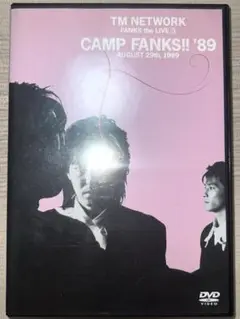 TM NETWORK
FANKS the LIVE 3
CAMP FANKS!! '89
AUGUST 29th, 1989
DVD
VIDEO